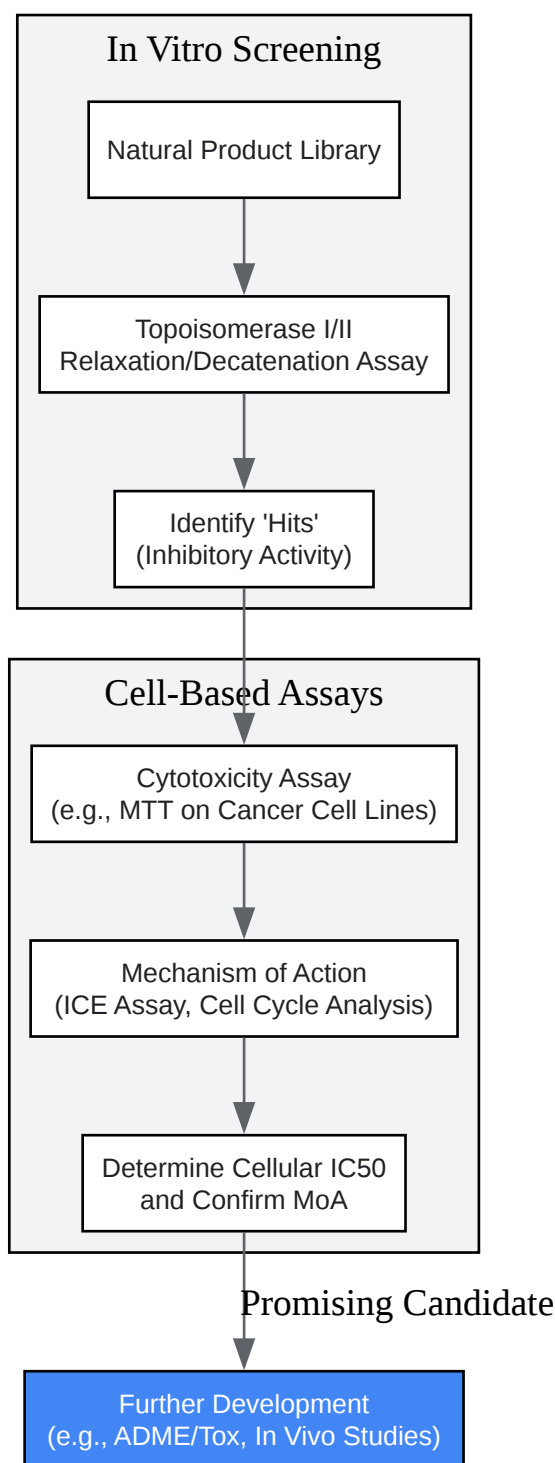 In Vitro Screening
Natural Product Library
Topoisomerase I/II
Relaxation/Decatenation Assay
Identify 'Hits'
(Inhibitory Activity)
Cell-Based Assays
Cytotoxicity Assay
(e.g., MTT on Cancer Cell Lines)
Mechanism of Action
(ICE Assay, Cell Cycle Analysis)
Determine Cellular IC50
and Confirm MoA
Promising Candidate
Further Development
(e.g., ADME/Tox, In Vivo Studies)